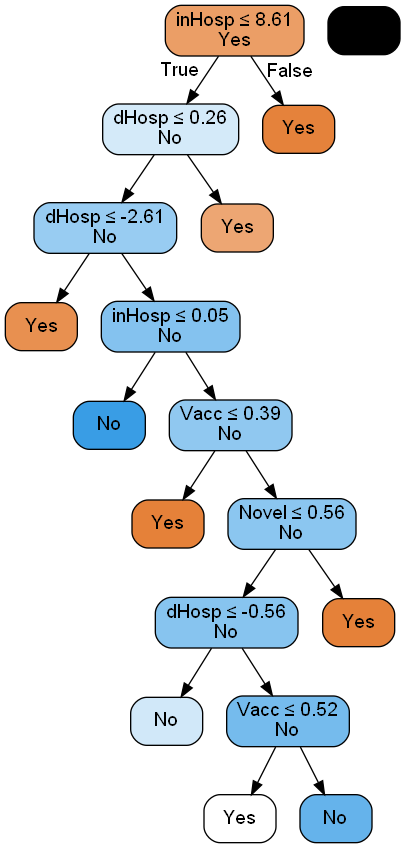 inHosp ≤ 8.61
Yes
True
False
dHosp ≤ 0.26
No
Yes
dHosp ≤ -2.61
No
Yes
Yes
inHosp ≤ 0.05
No
No
Vacc ≤ 0.39
No
Yes
Novel ≤ 0.56
No
dHosp ≤ -0.56
No
Yes
No
Vacc ≤ 0.52
No
Yes
No